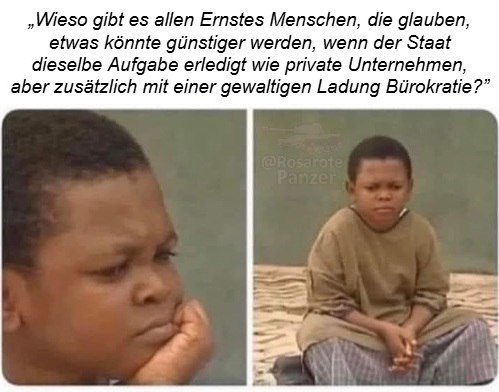 „Wieso gibt es allen Ernstes Menschen, die glauben,
etwas könnte günstiger werden, wenn der Staat
dieselbe Aufgabe erledigt wie private Unternehmen,
aber zusätzlich mit einer gewaltigen Ladung Bürokratie?”
@Rosarote
Panzer